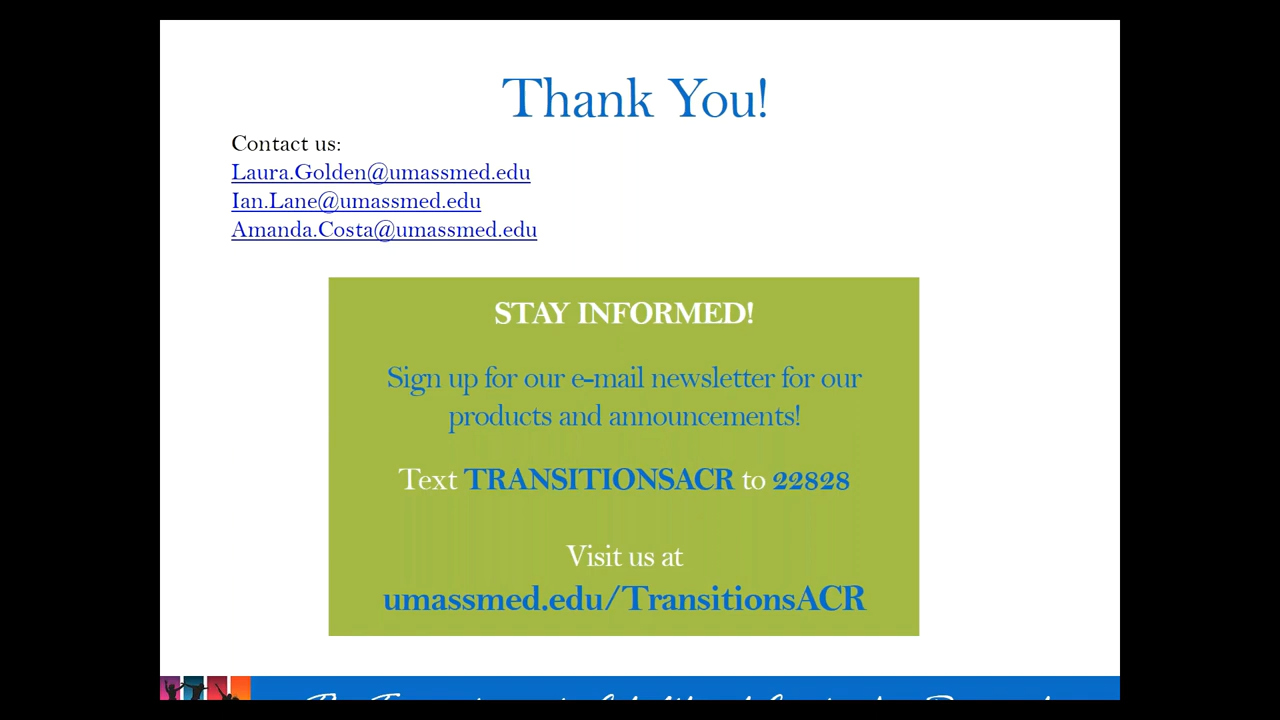 Thank You!
Contact us:
Laura.Golden@umassmed.edu
Ian.Lane@umassmed.edu
Amanda.Costa@umassmed.edu
STAY INFORMED!
Sign up for our e-mail newsletter for our
products and announcements!
Text TRANSITIONSACR to 22828
Visit us at
umassmed.edu/TransitionsACR